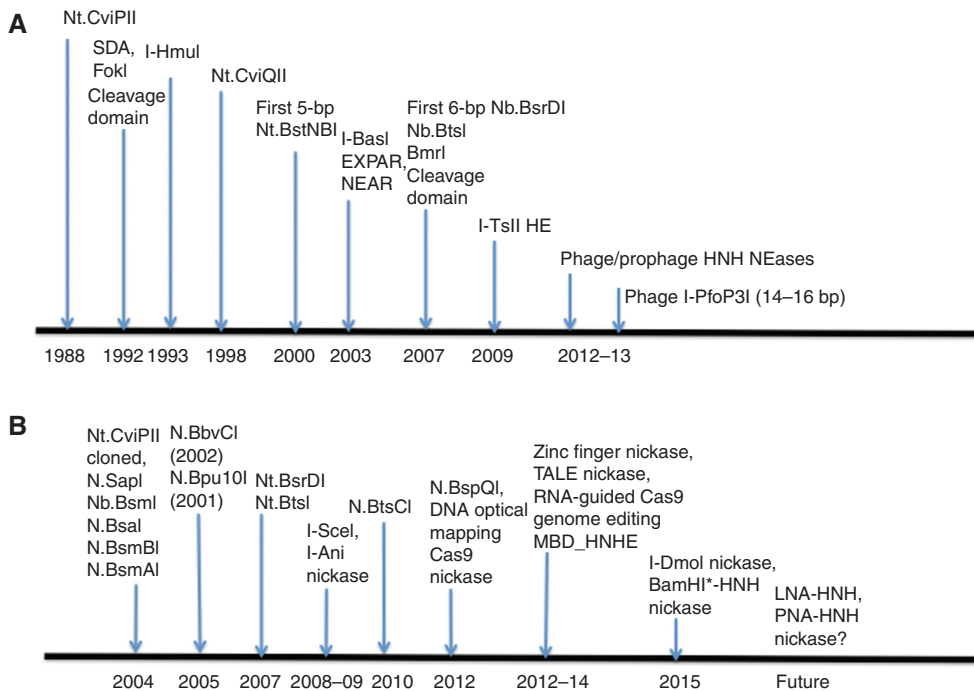 A
Nt.CviPII
SDA,
FokI
Cleavage
domain
I-HmuI
Nt.CviQII
First 5-bp
Nt.BstNBI
I-BasI
EXPAR,
NEAR
First 6-bp Nb.BsrDI
Nb.BtsI
BmrI
Cleavage
domain
I-TsII HE
Phage/prophage HNH NEases
Phage I-PfoP3I (14–16 bp)
1988 1992 1993 1998 2000 2003 2007 2009 2012–13
B
Nt.CviPII
cloned,
N.SapI
Nb.BsmI
N.BsaI
N.BsmBI
N.BsmAI
N.BbvCI
(2002)
N.Bpu10I
(2001)
Nt.BsrDI
Nt.BtsI
I-SceI,
I-Ani
nickase
N.BtsCI
N.BspQI,
DNA optical
mapping
Cas9
nickase
Zinc finger nickase,
TALE nickase,
RNA-guided Cas9
genome editing
MBD_HNHE
I-DmoI nickase,
BamHI*-HNH
nickase
LNA-HNH,
PNA-HNH
nickase?
2004 2005 2007 2008–09 2010 2012 2012–14 2015 Future